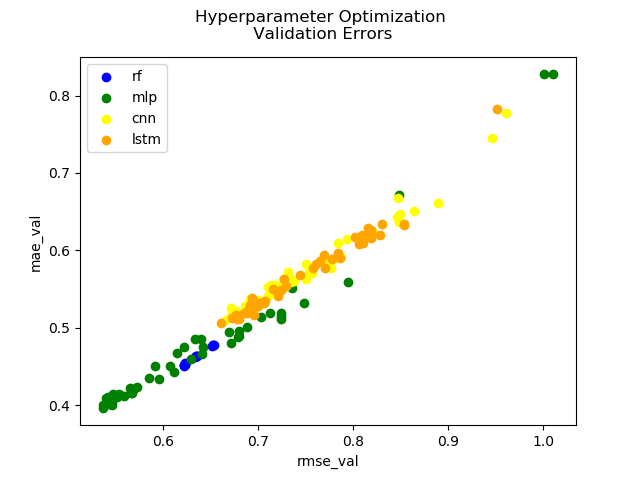 Hyperparameter Optimization
Validation Errors
rf
mlp
cnn
lstm
0.8
0.7
0.6
0.5
0.4
mae_val
0.6
0.7
0.8
0.9
1.0
rmse_val